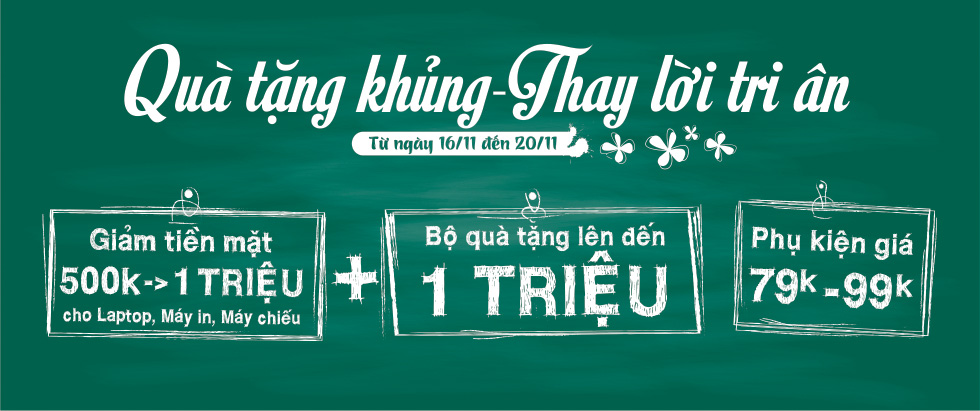 Quà tặng khủng-Thay lời tri ân
Từ ngày 16/11 đến 20/11
Giảm tiền mặt
500k->1 TRIỆU
cho Laptop, Máy in, Máy chiếu
+
Bộ quà tặng lên đến
1 TRIỆU
Phụ kiện giá
79k-99k